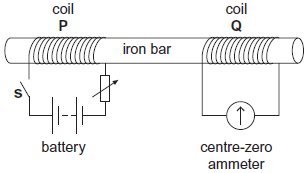 coil
P
coil
Q
iron bar
S
battery
centre-zero
ammeter